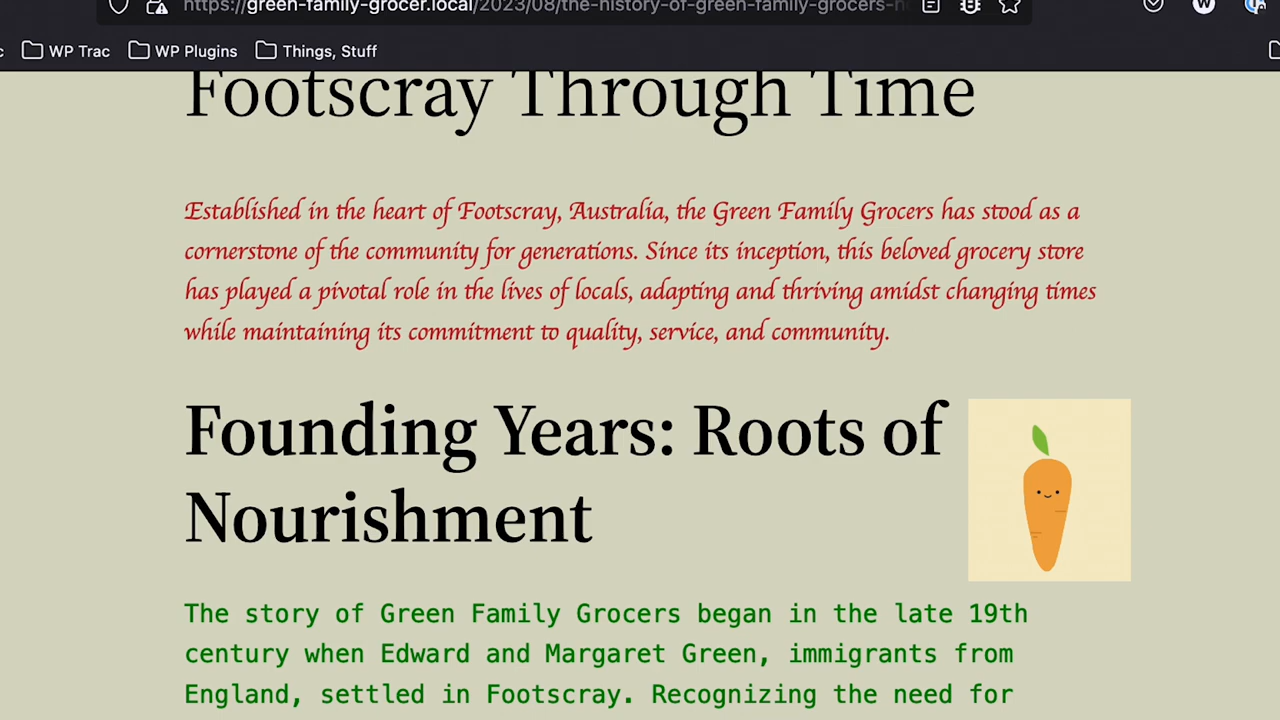 https://green-family-grocer.local/2023/08/the-history-of-green-family-grocers-
W
WP Trac
WP Plugins
Things, Stuff
Footscray Through Time
Established in the heart of Footscray, Australia, the Green Family Grocers has stood as a
cornerstone of the community for generations. Since its inception, this beloved grocery store
has played a pivotal role in the lives of locals, adapting and thriving amidst changing times
while maintaining its commitment to quality, service, and community.
Founding Years: Roots of
Nourishment
The story of Green Family Grocers began in the late 19th
century when Edward and Margaret Green, immigrants from
England, settled in Footscray. Recognizing the need for